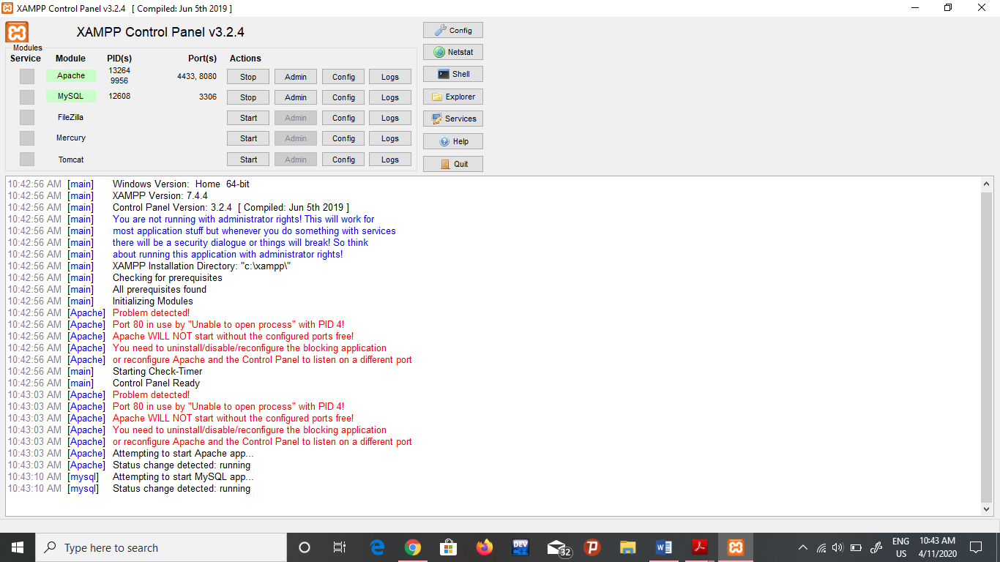 XAMPP Control Panel v3.2.4 [ Compiled: Jun 5th 2019 ]
XAMPP Control Panel v3.2.4
Config
Modules
Service Module PID(s) Port(s) Actions
Netstat
Apache 13264 9956 4433, 8080 Stop Admin Config Logs
Shell
MySQL 12608 3306 Stop Admin Config Logs
Explorer
FileZilla Start Admin Config Logs
Services
Mercury Start Admin Config Logs
Help
Tomcat Start Admin Config Logs
Quit
10:42:56 AM [main] Windows Version: Home 64-bit
10:42:56 AM [main] XAMPP Version: 7.4.4
10:42:56 AM [main] Control Panel Version: 3.2.4 [ Compiled: Jun 5th 2019 ]
10:42:56 AM [main] You are not running with administrator rights! This will work for
10:42:56 AM [main] most application stuff but whenever you do something with services
10:42:56 AM [main] there will be a security dialogue or things will break! So think
10:42:56 AM [main] about running this application with administrator rights!
10:42:56 AM [main] XAMPP Installation Directory: "c:\xampp\"
10:42:56 AM [main] Checking for prerequisites
10:42:56 AM [main] All prerequisites found
10:42:56 AM [main] Initializing Modules
10:42:56 AM [Apache] Problem detected!
10:42:56 AM [Apache] Port 80 in use by "Unable to open process" with PID 4!
10:42:56 AM [Apache] Apache WILL NOT start without the configured ports free!
10:42:56 AM [Apache] You need to uninstall/disable/reconfigure the blocking application
10:42:56 AM [Apache] or reconfigure Apache and the Control Panel to listen on a different port
10:42:56 AM [main] Starting Check-Timer
10:42:56 AM [main] Control Panel Ready
10:43:03 AM [Apache] Problem detected!
10:43:03 AM [Apache] Port 80 in use by "Unable to open process" with PID 4!
10:43:03 AM [Apache] Apache WILL NOT start without the configured ports free!
10:43:03 AM [Apache] You need to uninstall/disable/reconfigure the blocking application
10:43:03 AM [Apache] or reconfigure Apache and the Control Panel to listen on a different port
10:43:03 AM [Apache] Attempting to start Apache app...
10:43:03 AM [Apache] Status change detected: running
10:43:10 AM [mysql] Attempting to start MySQL app...
10:43:10 AM [mysql] Status change detected: running
Type here to search
DEV
32
ENG
US
10:43 AM
4/11/2020